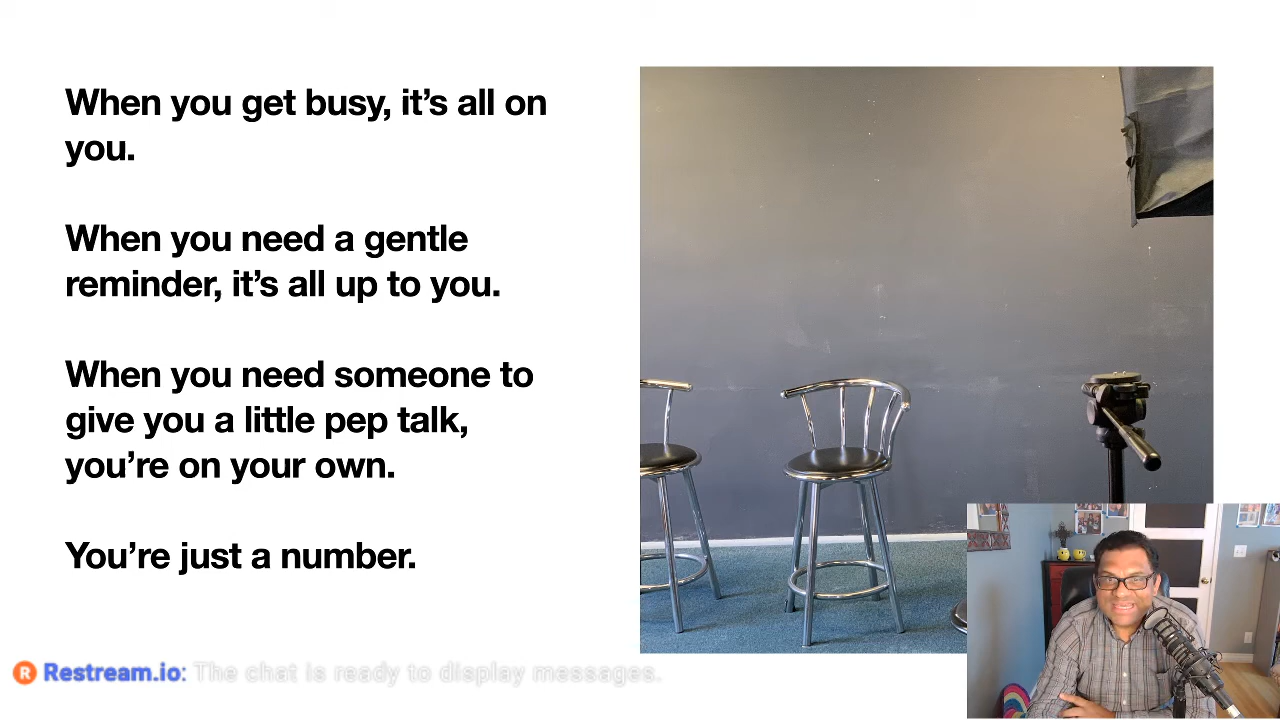 When you get busy, it’s all on
you.
When you need a gentle
reminder, it’s all up to you.
When you need someone to
give you a little pep talk,
you’re on your own.
You’re just a number.
R Restream.io: The chat is ready to display messages.